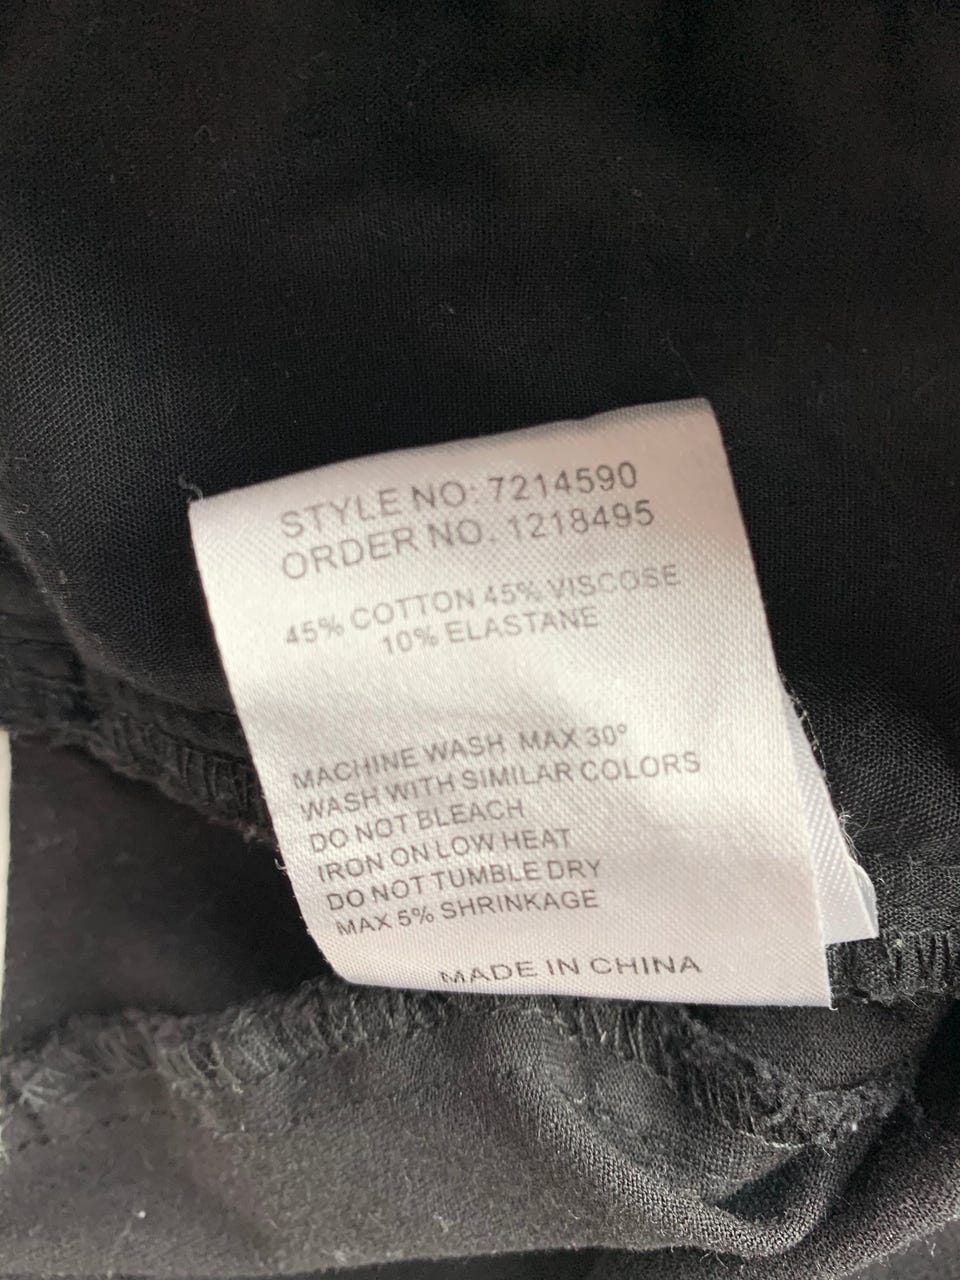 STYLE NO: 7214590
ORDER NO. 1218495
45% COTTON 45% VISCOSE
10% ELASTANE
MACHINE WASH MAX 30°
WASH WITH SIMILAR COLORS
DO NOT BLEACH
IRON ON LOW HEAT
DO NOT TUMBLE DRY
MAX 5% SHRINKAGE
MADE IN CHINA